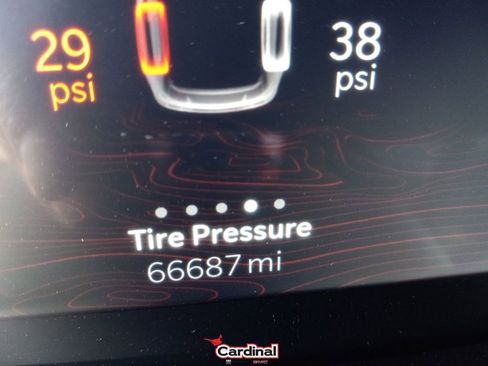 29 38
psi psi
Tire Pressure
66687 mi
Cardinal